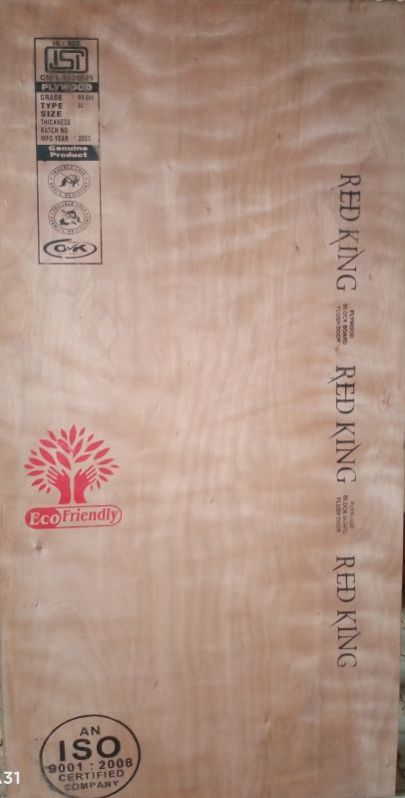 IS : 303
ISI
PLYWOOD
GRADE : MR
TYPE
SIZE
THICKNESS
BATCH NO
MFG YEAR : 2023
Genuine
Product
RED KING
PLYWOOD
BLOCK BOARD
FLUSH DOOR
RED KING
PLYWOOD
BLOCK BOARD
FLUSH DOOR
RED KING
Eco Friendly
AN
ISO
9001 : 2008
CERTIFIED
COMPANY
31